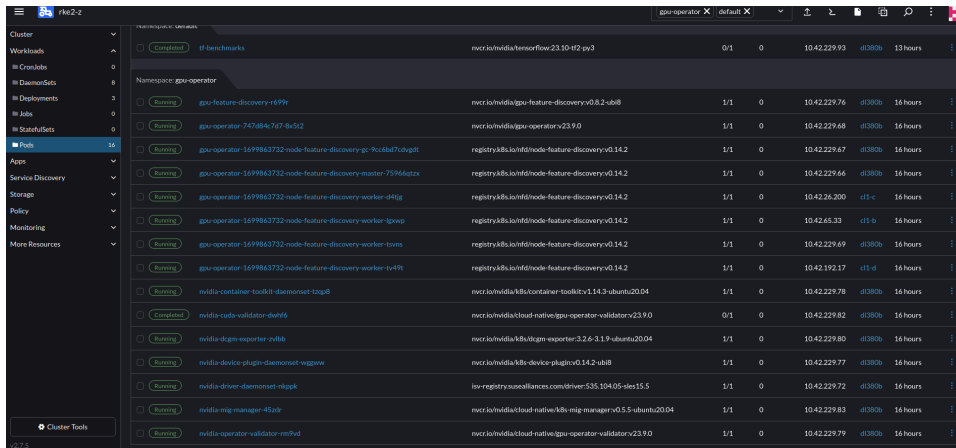 rke2-z
gpu-operator X default X
Cluster
Workloads
CronJobs 0
DaemonSets 8
Deployments 3
Jobs 0
StatefulSets 0
Pods 16
Apps
Service Discovery
Storage
Policy
Monitoring
More Resources
Cluster Tools
v2.7.5
Namespace: default
Completed tf-benchmarks nvcr.io/nvidia/tensorflow:23.10-tf2-py3 0/1 0 10.42.229.93 dl380b 13 hours
Namespace: gpu-operator
Running gpu-feature-discovery-r699r nvcr.io/nvidia/gpu-feature-discovery:v0.8.2-ubi8 1/1 0 10.42.229.76 dl380b 16 hours
Running gpu-operator-747d84c7d7-8x5t2 nvcr.io/nvidia/gpu-operator:v23.9.0 1/1 0 10.42.229.68 dl380b 16 hours
Running gpu-operator-1699863732-node-feature-discovery-gc-9cc6bd7cdvgdt registry.k8s.io/nfd/node-feature-discovery:v0.14.2 1/1 0 10.42.229.67 dl380b 16 hours
Running gpu-operator-1699863732-node-feature-discovery-master-75966qtzx registry.k8s.io/nfd/node-feature-discovery:v0.14.2 1/1 0 10.42.229.66 dl380b 16 hours
Running gpu-operator-1699863732-node-feature-discovery-worker-d4tjg registry.k8s.io/nfd/node-feature-discovery:v0.14.2 1/1 0 10.42.26.200 cl1-c 16 hours
Running gpu-operator-1699863732-node-feature-discovery-worker-lgxwp registry.k8s.io/nfd/node-feature-discovery:v0.14.2 1/1 0 10.42.65.33 cl1-b 16 hours
Running gpu-operator-1699863732-node-feature-discovery-worker-tsvns registry.k8s.io/nfd/node-feature-discovery:v0.14.2 1/1 0 10.42.229.69 dl380b 16 hours
Running gpu-operator-1699863732-node-feature-discovery-worker-tv49t registry.k8s.io/nfd/node-feature-discovery:v0.14.2 1/1 0 10.42.192.17 cl1-d 16 hours
Running nvidia-container-toolkit-daemonset-tzqp8 nvcr.io/nvidia/k8s/container-toolkit:v1.14.3-ubuntu20.04 1/1 0 10.42.229.78 dl380b 16 hours
Completed nvidia-cuda-validator-dwhf6 nvcr.io/nvidia/cloud-native/gpu-operator-validator:v23.9.0 0/1 0 10.42.229.82 dl380b 16 hours
Running nvidia-dcgm-exporter-zvlbb nvcr.io/nvidia/k8s/dcgm-exporter:3.2.6-3.1.9-ubuntu20.04 1/1 0 10.42.229.80 dl380b 16 hours
Running nvidia-device-plugin-daemonset-wggww nvcr.io/nvidia/k8s-device-plugin:v0.14.2-ubi8 1/1 0 10.42.229.77 dl380b 16 hours
Running nvidia-driver-daemonset-nkppk isv-registry.susealliances.com/driver:535.104.05-sles15.5 1/1 0 10.42.229.72 dl380b 16 hours
Running nvidia-mig-manager-45zdr nvcr.io/nvidia/cloud-native/k8s-mig-manager:v0.5.5-ubuntu20.04 1/1 0 10.42.229.83 dl380b 16 hours
Running nvidia-operator-validator-rm9vd nvcr.io/nvidia/cloud-native/gpu-operator-validator:v23.9.0 1/1 0 10.42.229.79 dl380b 16 hours